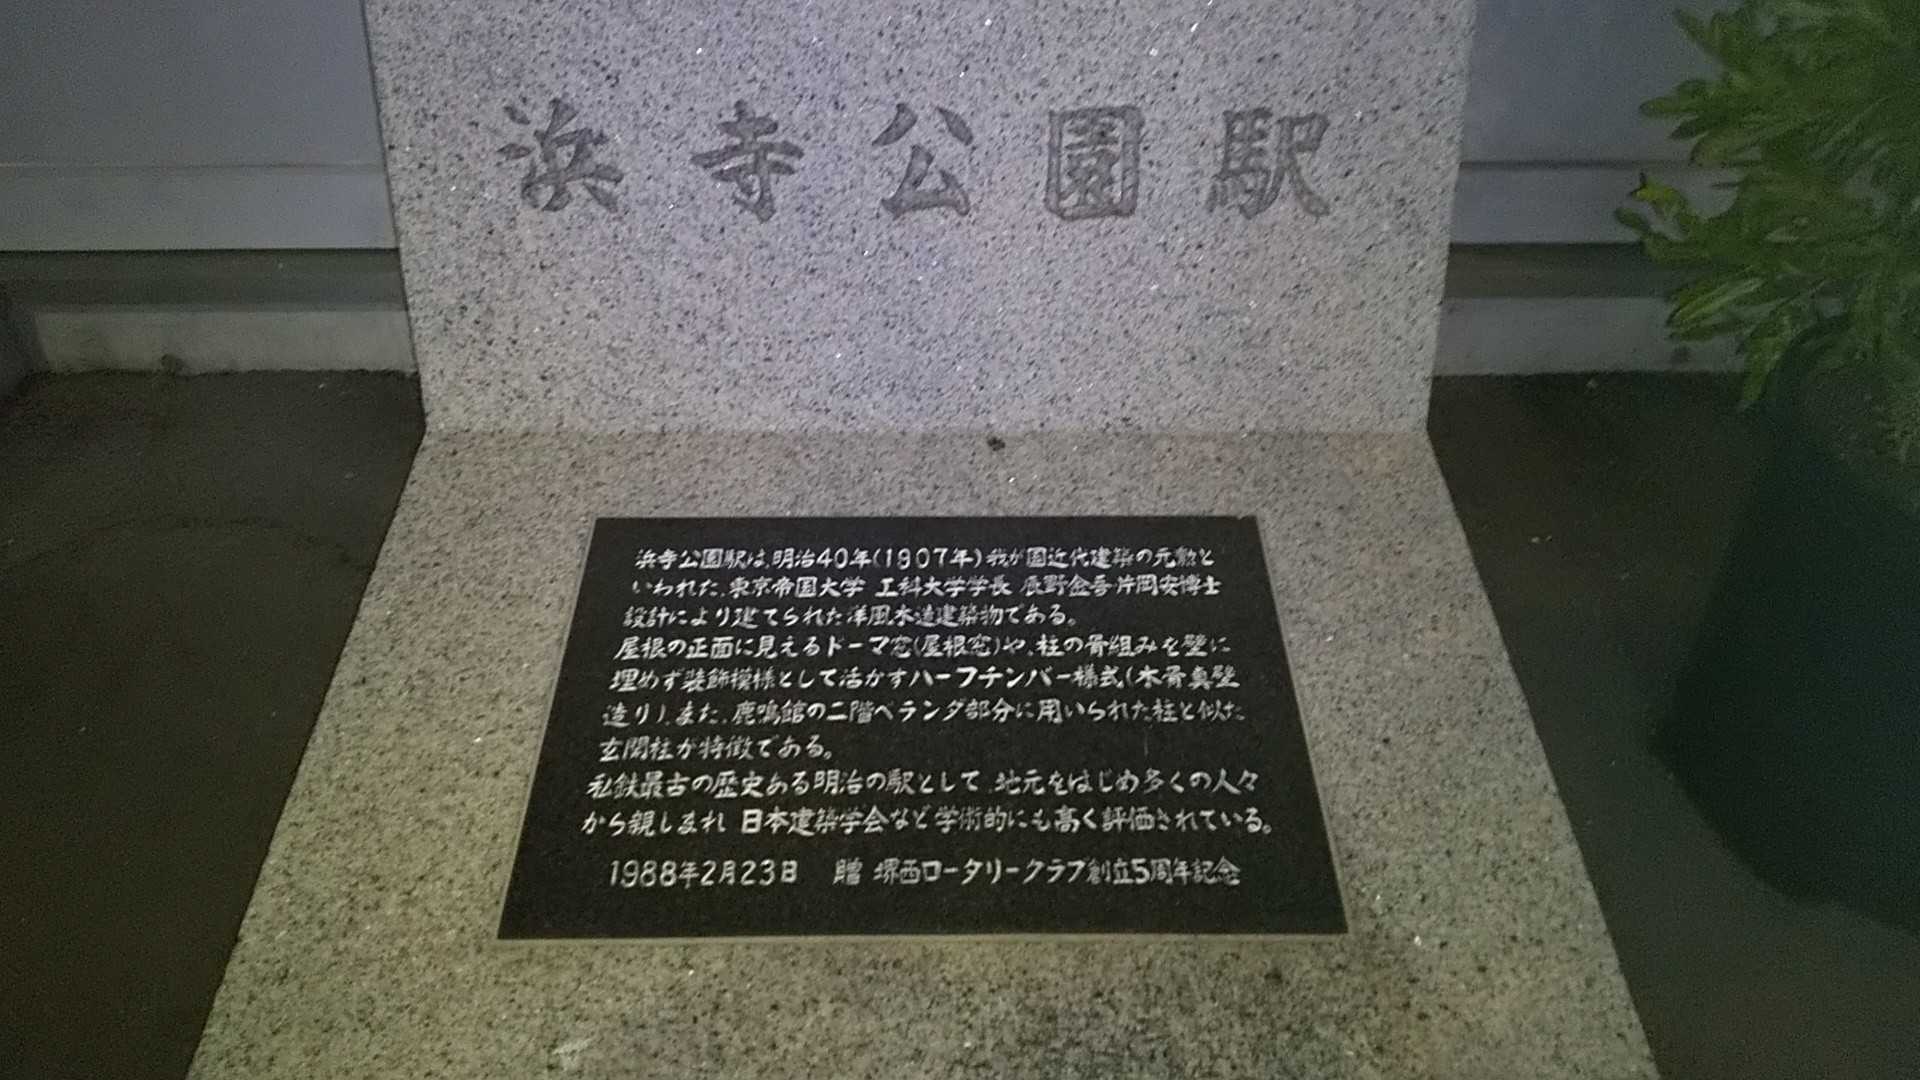 浜寺公園駅
浜寺公園駅は、明治40年(1907年)我が国近代建築の元勲と
いわれた、東京帝国大学 工科大学学長 辰野金吾・片岡安博士
設計により建てられた洋風木造建築物である。
屋根の正面に見えるドーマ窓(屋根窓)や、柱の骨組みを壁に
埋めず装飾模様として活かすハーフチンバー様式(木骨真壁
造り)、また、鹿鳴館の二階ベランダ部分に用いられた柱と似た
玄関柱が特徴である。
私鉄最古の歴史ある明治の駅として、地元をはじめ多くの人々
から親しまれ 日本建築学会など学術的にも高く評価されている。
1988年2月23日 贈 堺西ロータリークラブ創立5周年記念